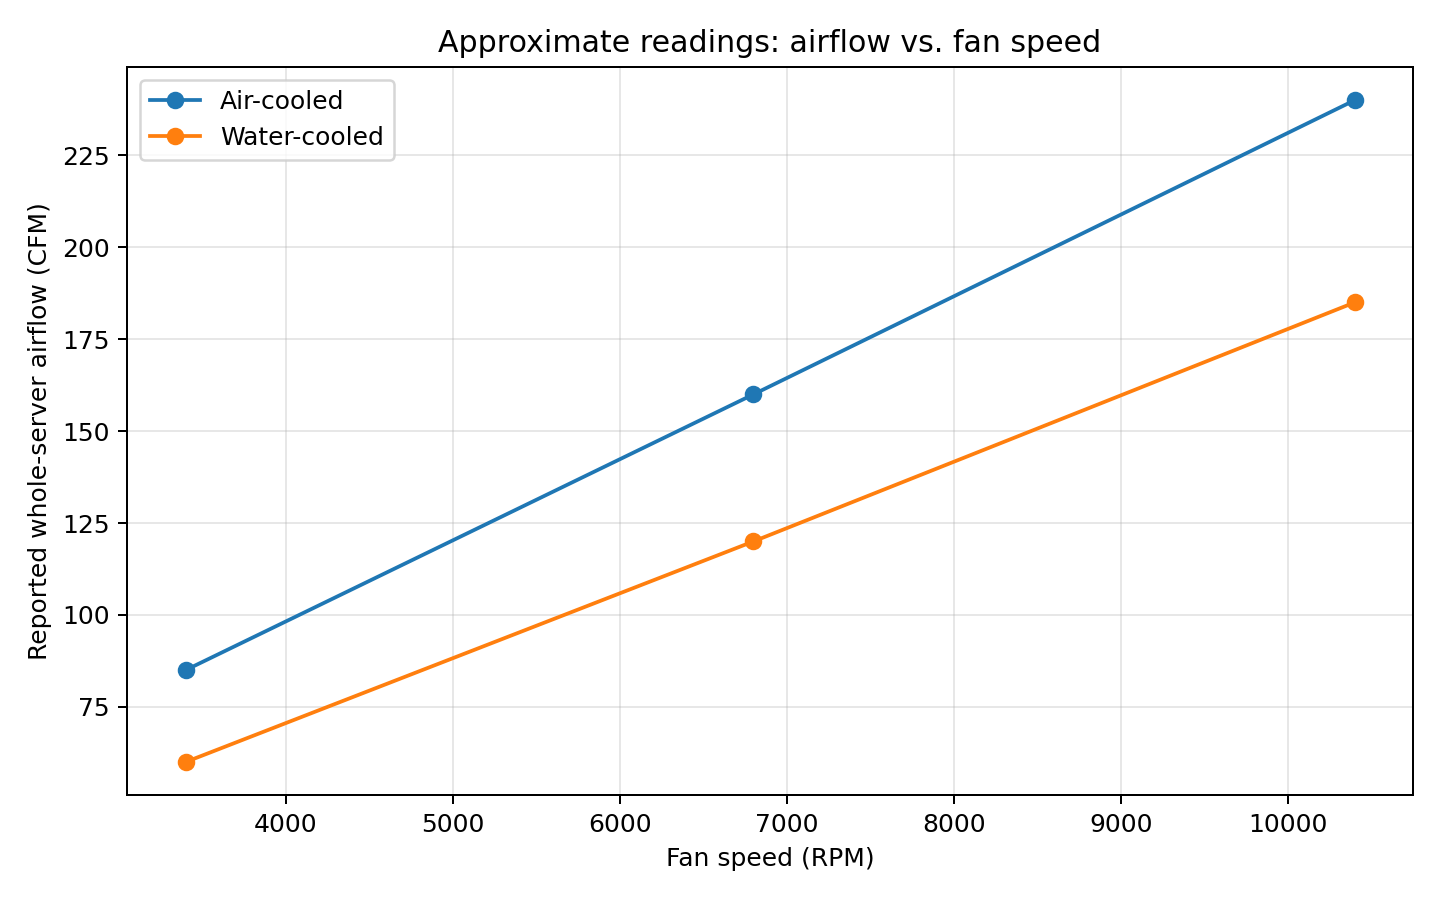 Approximate readings: airflow vs. fan speed
Air-cooled
Water-cooled
Reported whole-server airflow (CFM)
225
200
175
150
125
100
75
4000 5000 6000 7000 8000 9000 10000
Fan speed (RPM)